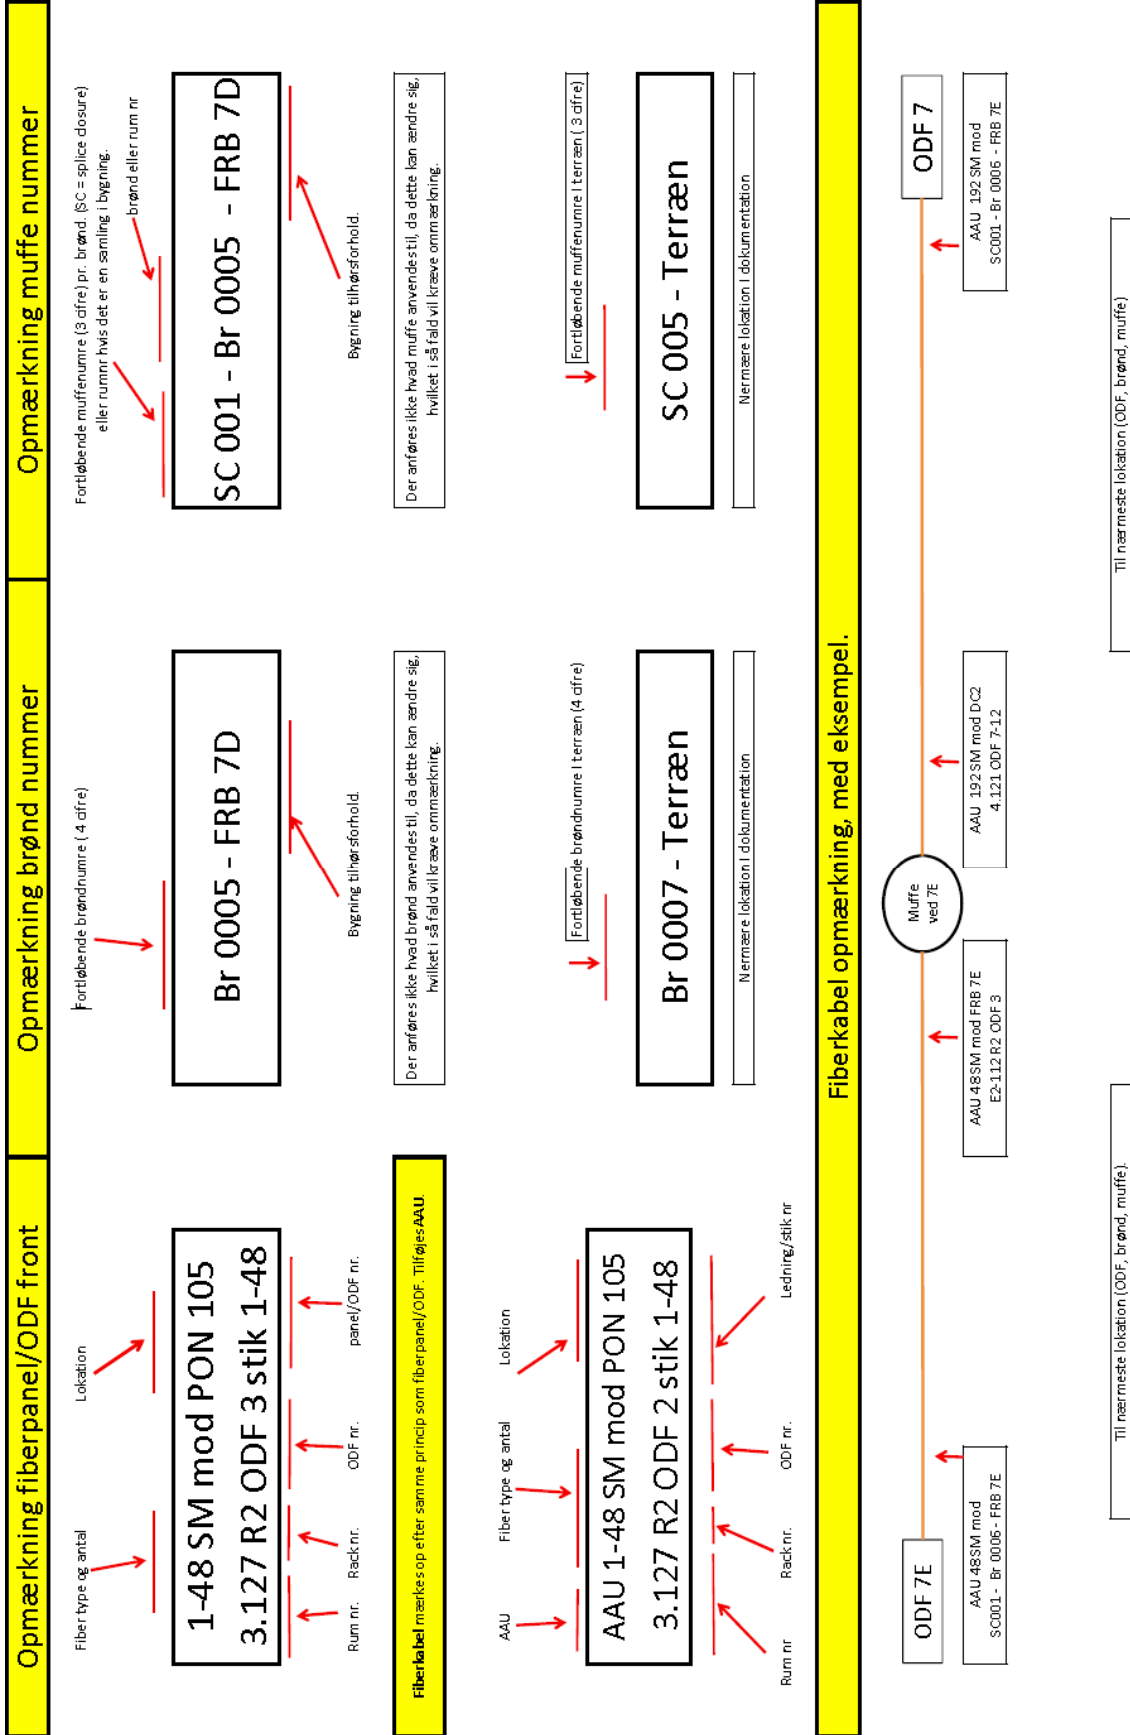 Opmærkning fiberpanel/ODF front
Fiber type og antal
Lokation
1-48 SM mod PON 105
3.127 R2 ODF 3 stik 1-48
Rum nr.
Rack nr.
ODF nr.
panel/ODF nr.
Fiberkabel mærkes op efter samme princip som fiberpanel/ODF. Tilføjes AAU.
AAU
Fiber type og antal
Lokation
AAU 1-48 SM mod PON 105
3.127 R2 ODF 2 stik 1-48
Rum nr
Rack nr.
ODF nr.
Ledning/stik nr
Opmærkning brønd nummer
Fortløbende brøndnumre ( 4 cifre)
Br 0005 - FRB 7D
Bygning tilhørsforhold.
Der anføres ikke hvad brønd anvendes til, da dette kan ændre sig,
hvilket i så fald vil kræve ommærkning.
Fortløbende brøndnumre I terræn (4 cifre)
Br 0007 - Terræn
Nermære lokation I dokumentation
Opmærkning muffe nummer
Fortløbende muffenumre (3 cifre) pr. brønd. (SC = splice closure)
eller rumnr hvis det er en samling i bygning.
brønd eller rum nr
SC 001 - Br 0005 - FRB 7D
Bygning tilhørsforhold.
Der anføres ikke hvad muffe anvendes til, da dette kan ændre sig,
hvilket i så fald vil kræve ommærkning.
Fortløbende muffenumre I terræn ( 3 cifre)
SC 005 - Terræn
Nermære lokation I dokumentation
Fiberkabel opmærkning, med eksempel.
ODF 7E
Muffe
ved 7E
ODF 7
AAU 48SM mod
SC001 - Br 0006 - FRB 7E
AAU 48SM mod FRB 7E
E2-112 R2 ODF 3
AAU 192 SM mod DC2
4.121 ODF 7-12
AAU 192 SM mod
SC001 - Br 0006 - FRB 7E
Til nærmeste lokation (ODF, brønd, muffe).
Til nærmeste lokation (ODF, brønd, muffe)